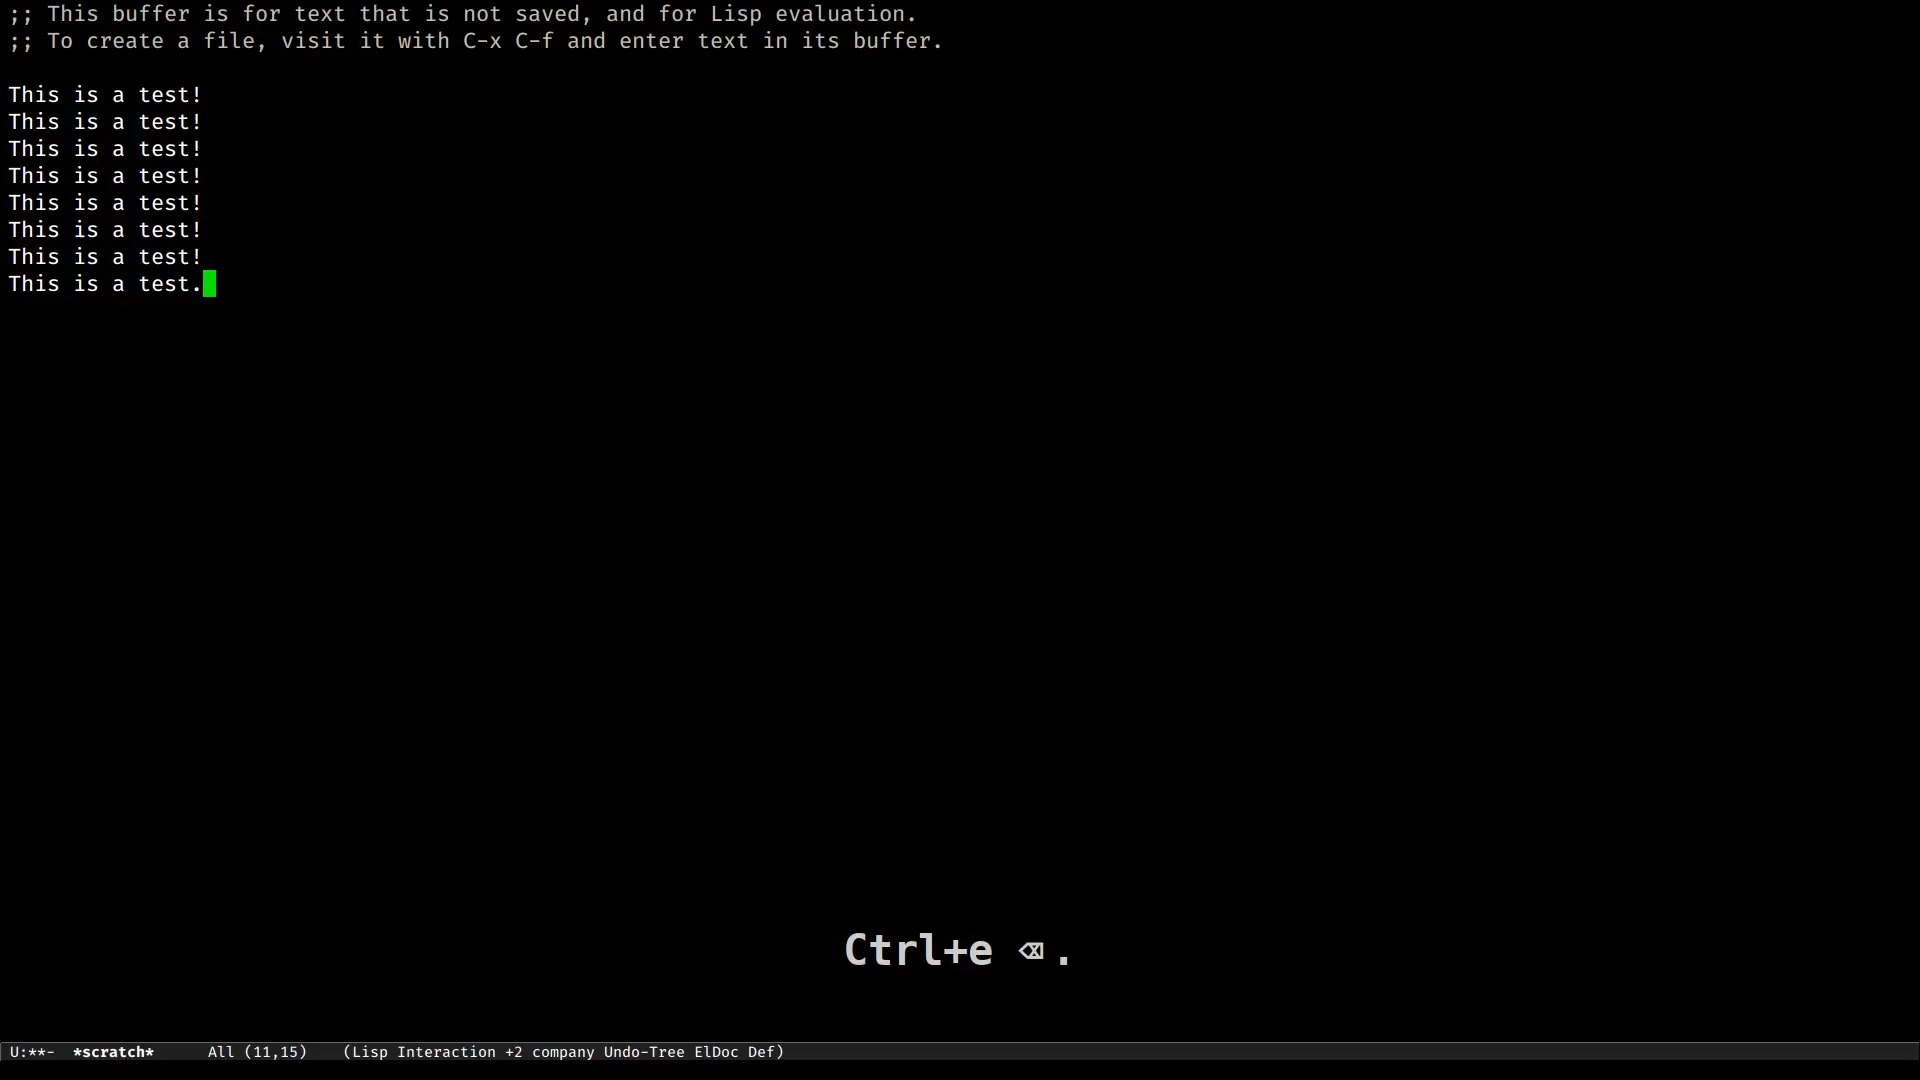 ;; This buffer is for text that is not saved, and for Lisp evaluation.
;; To create a file, visit it with C-x C-f and enter text in its buffer.
This is a test!
This is a test!
This is a test!
This is a test!
This is a test!
This is a test!
This is a test!
This is a test.
Ctrl+e ⌫.
U:**-  *scratch*      All (11,15)    (Lisp Interaction +2 company Undo-Tree ElDoc Def)